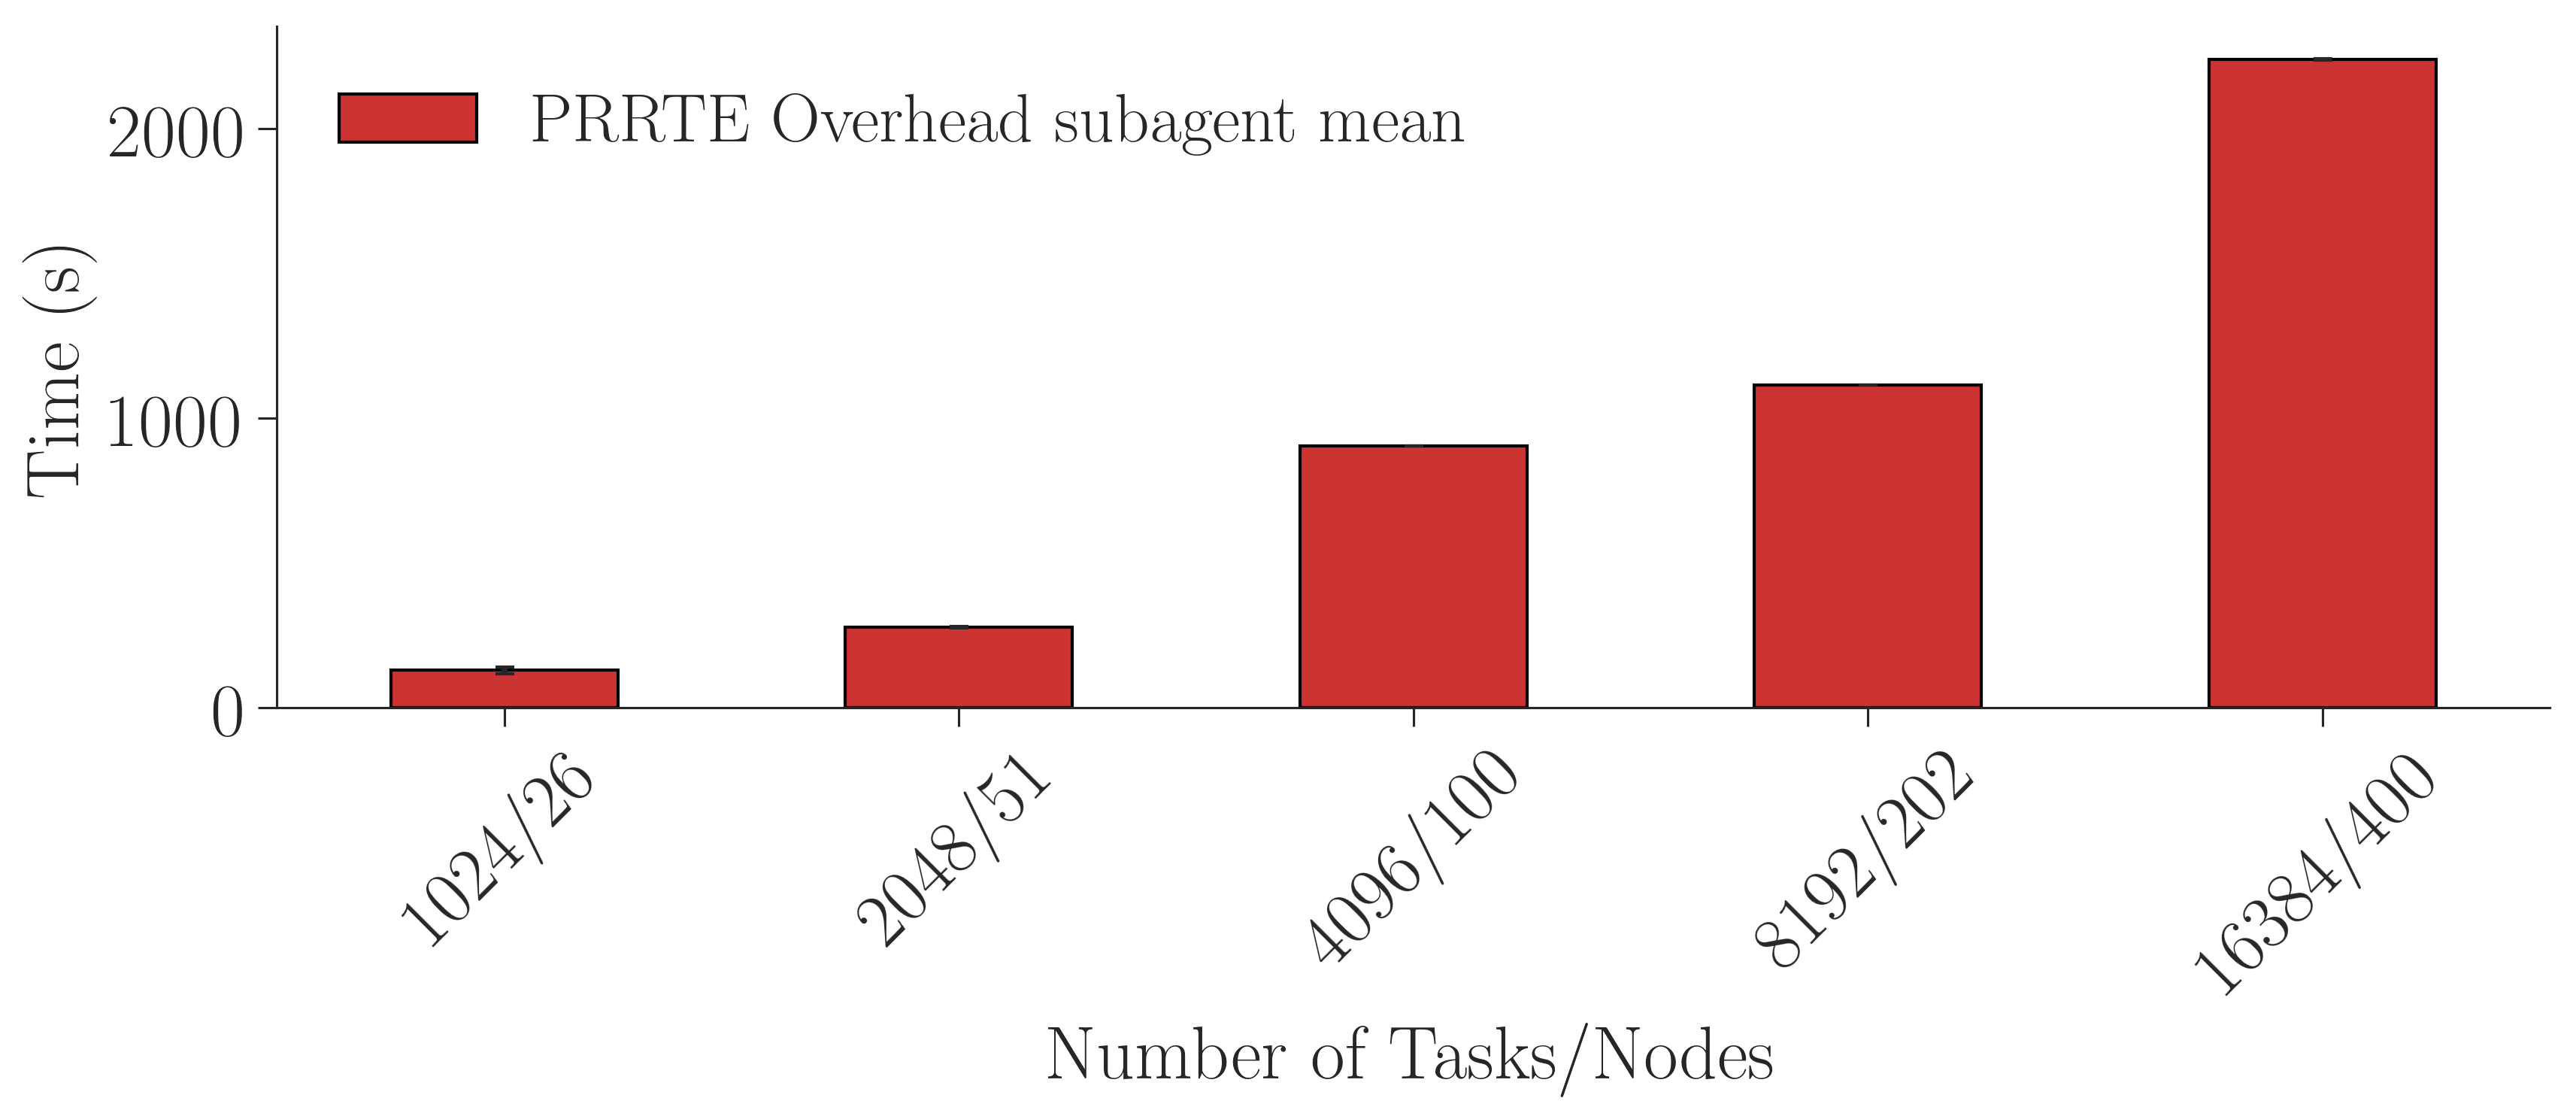 PRRTE Overhead subagent mean
Time (s)
2000
1000
0
1024/26
2048/51
4096/100
8192/202
16384/400
Number of Tasks/Nodes